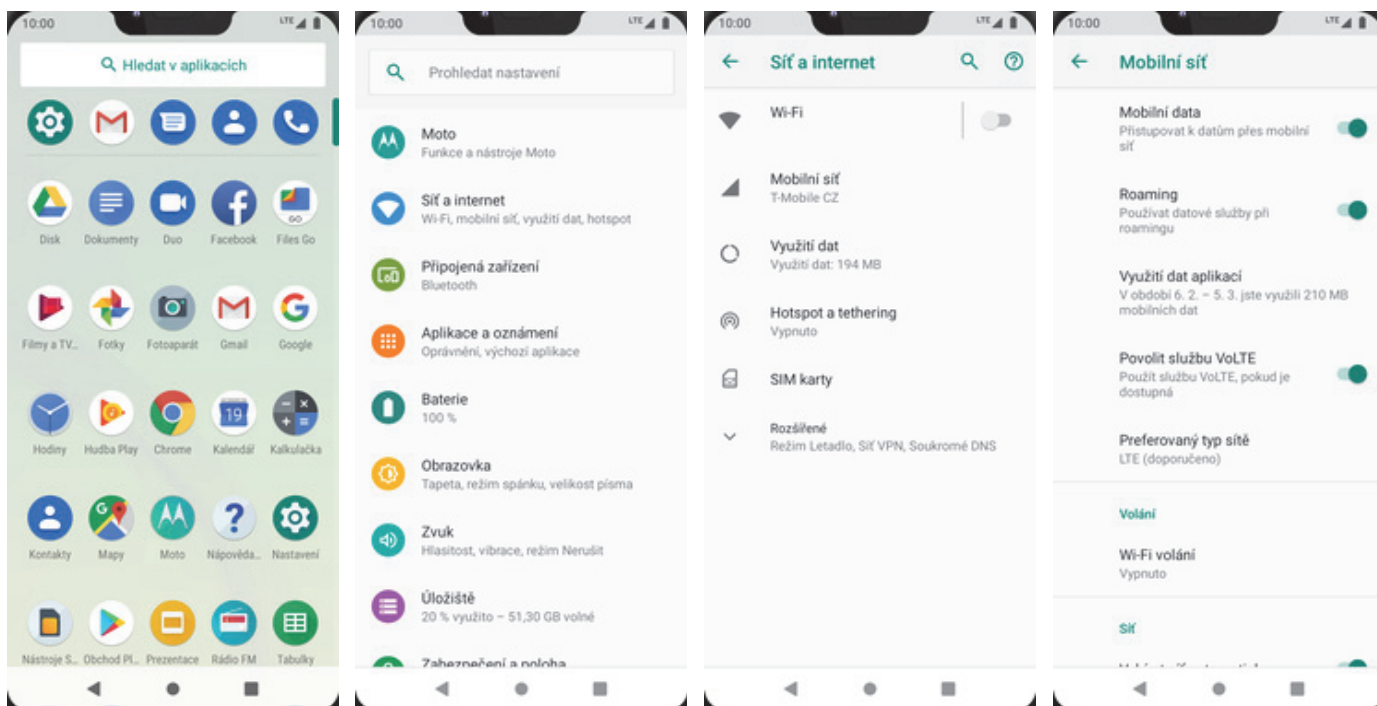 10:00
LTE
Hledat v aplikacích
Disk
Dokumenty
Duo
Facebook
GO
Files Go
Filmy a TV...
Fotky
Fotoaparát
Gmail
Google
Hodiny
Hudba Play
Chrome
19
Kalendář
Kalkulačka
Kontakty
Mapy
Moto
Nápověda...
Nastavení
Nástroje S...
Obchod Pl...
Prezentace
Rádio FM
Tabulky
10:00
LTE
Prohledat nastavení
Moto
Funkce a nástroje Moto
Síť a internet
Wi-Fi, mobilní síť, využití dat, hotspot
Připojená zařízení
Bluetooth
Aplikace a oznámení
Oprávnění, výchozí aplikace
Baterie
100 %
Obrazovka
Tapeta, režim spánku, velikost písma
Zvuk
Hlasitost, vibrace, režim Nerušit
Úložiště
20 % využito – 51,30 GB volné
Zabezpečení a poloha
10:00
LTE
Síť a internet
Wi-Fi
Mobilní síť
T-Mobile CZ
Využití dat
Využití dat: 194 MB
Hotspot a tethering
Vypnuto
SIM karty
Rozšířené
Režim Letadlo, Síť VPN, Soukromé DNS
10:00
LTE
Mobilní síť
Mobilní data
Přistupovat k datům přes mobilní
síť
Roaming
Používat datové služby při
roamingu
Využití dat aplikací
V období 6. 2. – 5. 3. jste využili 210 MB
mobilních dat
Povolit službu VoLTE
Použít službu VoLTE, pokud je
dostupná
Preferovaný typ sítě
LTE (doporučeno)
Volání
Wi-Fi volání
Vypnuto
Síť